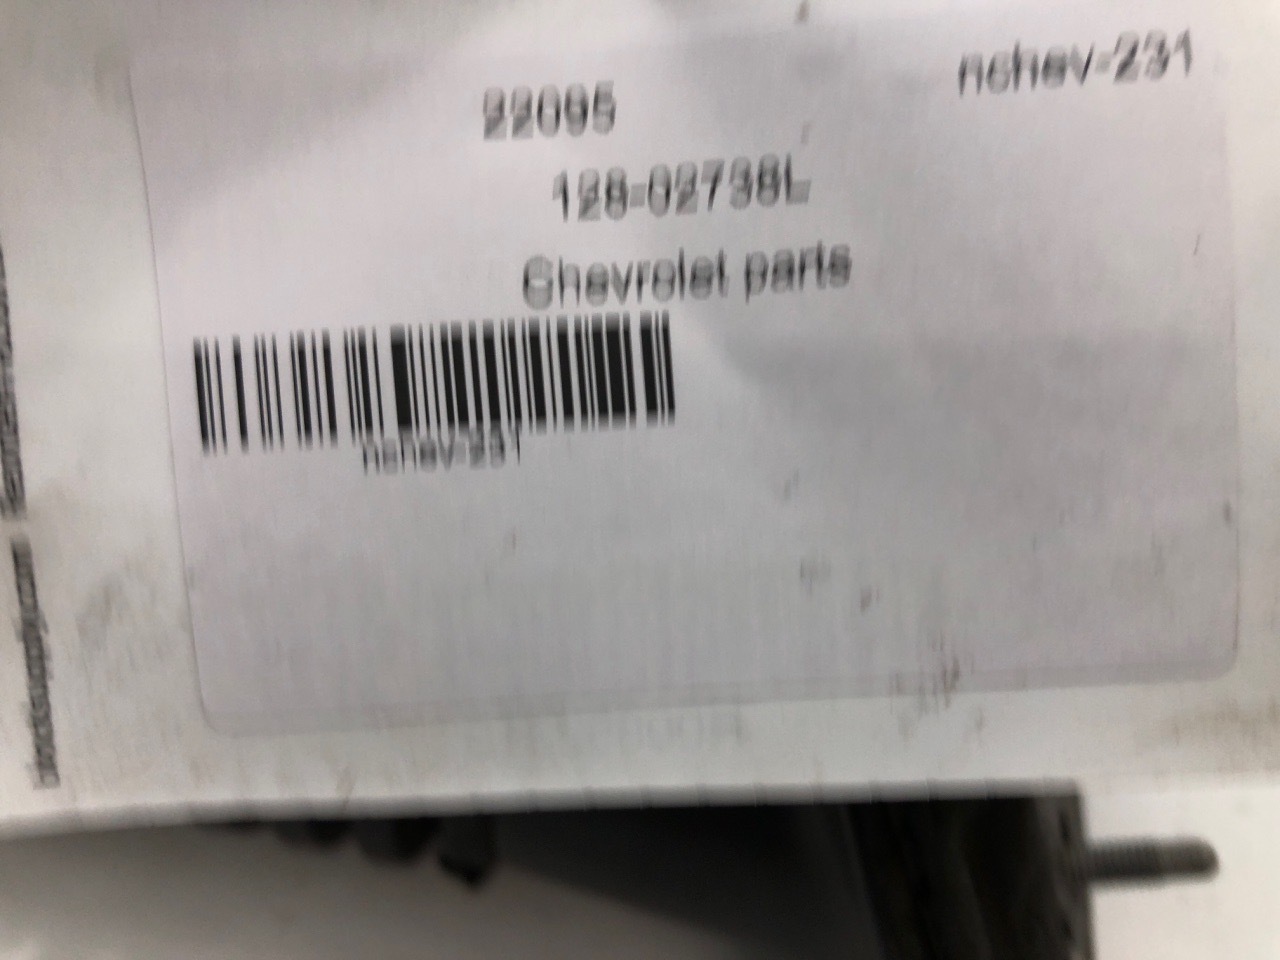 nchev-231
22095
128-02738L
Chevrolet parts
nchev-231